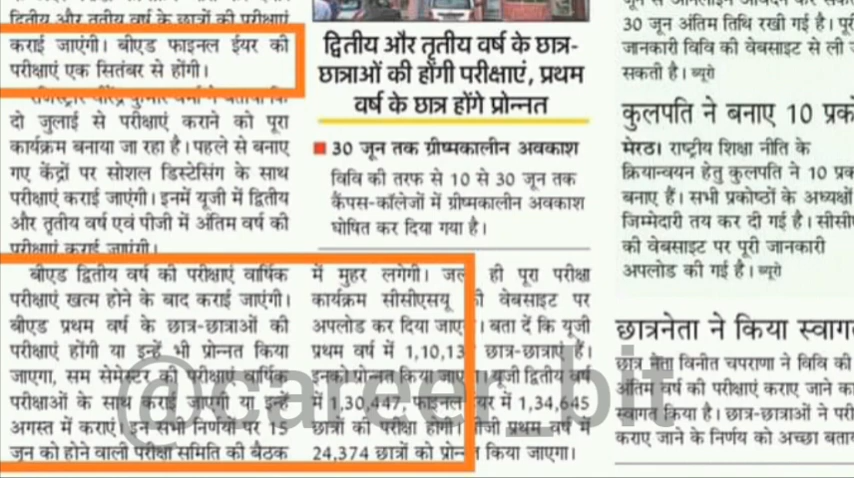 द्वितीय और तृतीय वर्ष के छात्रों की परीक्षाएं
कराई जाएंगी। बीएड फाइनल ईयर की
परीक्षाएं एक सितंबर से होंगी।
दो जुलाई से परीक्षाएं कराने को पूरा
कार्यक्रम बनाया जा रहा है। पहले से बनाए
गए केंद्रों पर सोशल डिस्टेसिंग के साथ
परीक्षाएं कराई जाएंगी। इनमें यूजी में द्वितीय
और तृतीय वर्ष एवं पीजी में अंतिम वर्ष की
परीक्षाएं कराई जाएंगी।
बीएड द्वितीय वर्ष की परीक्षाएं वार्षिक
परीक्षाएं खत्म होने के बाद कराई जाएंगी।
बीएड प्रथम वर्ष के छात्र-छात्राओं की
परीक्षाएं होंगी या इन्हें भी प्रोन्नत किया
जाएगा, सम सेमेस्टर की परीक्षाएं वार्षिक
परीक्षाओं के साथ कराई जाएंगी या इन्हें
अगस्त में कराएं। इन सभी निर्णयों पर 15
जून को होने वाली परीक्षा समिति की बैठक
द्वितीय और तृतीय वर्ष के छात्र-
छात्राओं की होंगी परीक्षाएं, प्रथम
वर्ष के छात्र होंगे प्रोन्नत
30 जून तक ग्रीष्मकालीन अवकाश
विवि की तरफ से 10 से 30 जून तक
कैंपस-कॉलेजों में ग्रीष्मकालीन अवकाश
घोषित कर दिया गया है।
में मुहर लगेगी। जल्द ही पूरा परीक्षा
कार्यक्रम सीसीएसयू की वेबसाइट पर
अपलोड कर दिया जाएगा। बता दें कि यूजी
प्रथम वर्ष में 1,10,13 छात्र-छात्राएं हैं।
इनको प्रोन्नत किया जाएगा। यूजी द्वितीय वर्ष
में 1,30,447 फाइनल ईयर में 1,34,645
छात्रों की परीक्षा होगी। पीजी प्रथम वर्ष में
24,374 छात्रों को प्रोन्नत किया जाएगा।
30 जून अंतिम तिथि रखी गई है। पूरी
जानकारी विवि की वेबसाइट से ली
सकती है। ब्यूरो
कुलपति ने बनाए 10 प्रको
मेरठ। राष्ट्रीय शिक्षा नीति के
क्रियान्वयन हेतु कुलपति ने 10 प्रक
बनाए हैं। सभी प्रकोष्ठों के अध्यक्षों
जिम्मेदारी तय कर दी गई है। सीसीए
की वेबसाइट पर पूरी जानकारी
अपलोड की गई है। ब्यूरो
छात्रनेता ने किया स्वागत
छात्र नेता विनीत चपराणा ने विवि की
अंतिम वर्ष की परीक्षाएं कराए जाने का
स्वागत किया है। छात्र-छात्राओं ने परी
कराए जाने के निर्णय को अच्छा बताय
@career_bit